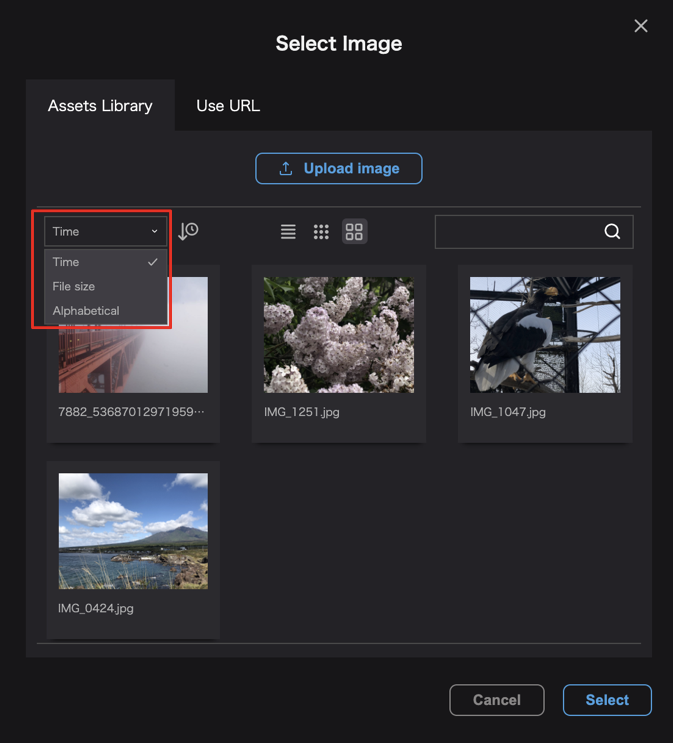 Select Image
Assets Library
Use URL
Upload image
Time
Time
File size
Alphabetical
7882_53687012971959…
IMG_1251.jpg
IMG_1047.jpg
IMG_0424.jpg
Cancel
Select